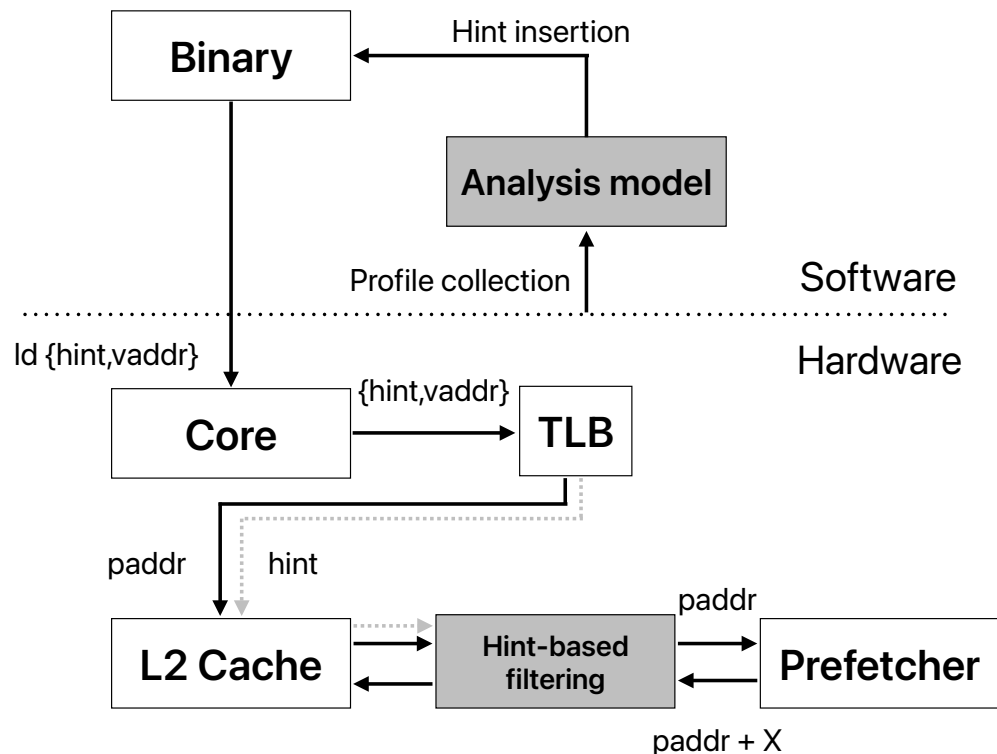 Hint insertion
Binary
Analysis model
Profile collection
Software
ld {hint,vaddr}
Hardware
{hint,vaddr}
Core
TLB
paddr
hint
paddr
L2 Cache
Hint-based
filtering
Prefetcher
paddr + X